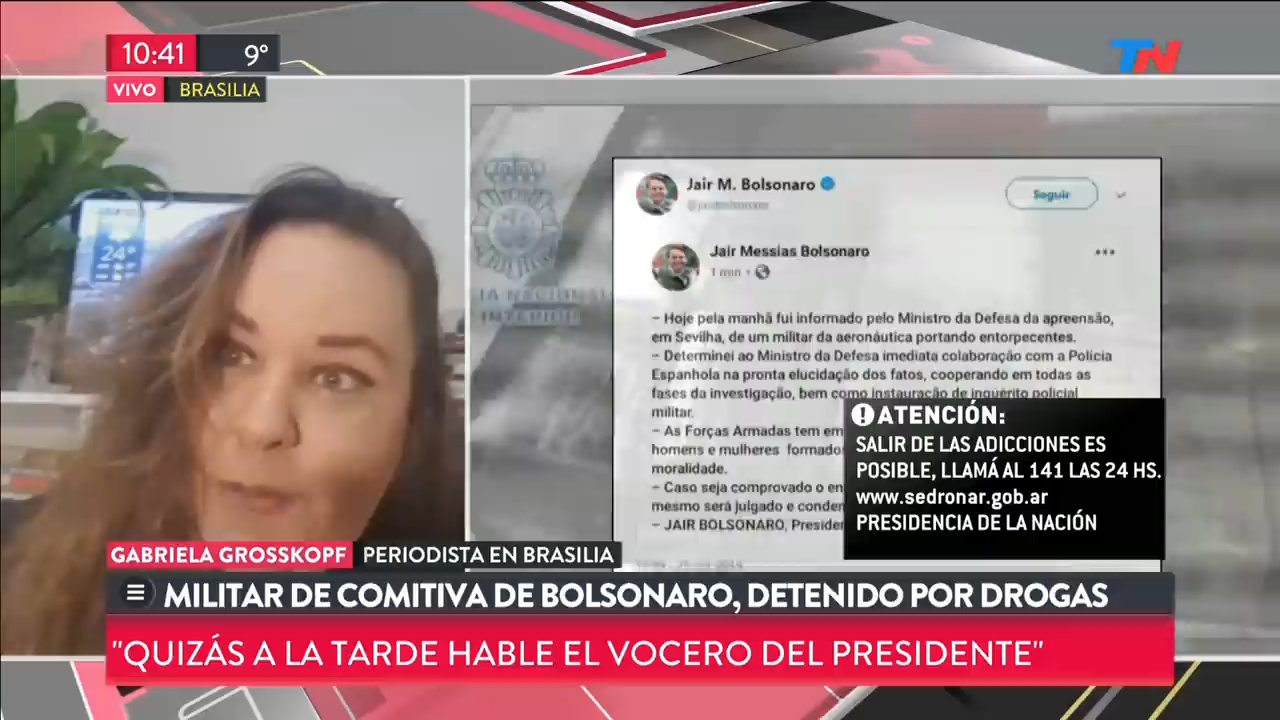 10:41
9°
TN
VIVO
BRASILIA
24°
Jair M. Bolsonaro
Seguir
Jair Messias Bolsonaro
1 min
– Hoje pela manhã fui informado pelo Ministro da Defesa da apreensão,
em Sevilha, de um militar da aeronáutica portando entorpecentes.
– Determinei ao Ministro da Defesa imediata colaboração com a Polícia
Espanhola na pronta elucidação dos fatos, cooperando em todas as
fases da investigação, bem como instauração de inquérito policial
militar.
– As Forças Armadas tem em
homens e mulheres formado
moralidade.
– Caso seja comprovado o en
mesmo será julgado e conden
– JAIR BOLSONARO, Presiden
ATENCIÓN:
SALIR DE LAS ADICCIONES ES
POSIBLE, LLAMÁ AL 141 LAS 24 HS.
www.sedronar.gob.ar
PRESIDENCIA DE LA NACIÓN
GABRIELA GROSSKOPF
PERIODISTA EN BRASILIA
MILITAR DE COMITIVA DE BOLSONARO, DETENIDO POR DROGAS
"QUIZÁS A LA TARDE HABLE EL VOCERO DEL PRESIDENTE"